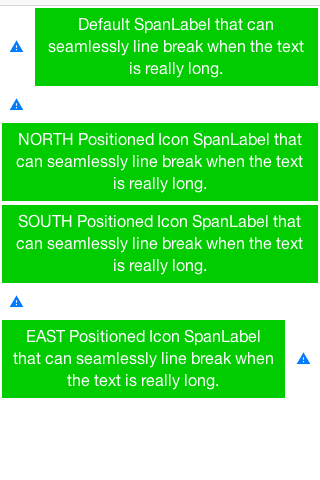 Default SpanLabel that can
seamlessly line break when the text
is really long.
NORTH Positioned Icon SpanLabel that
can seamlessly line break when the text
is really long.
SOUTH Positioned Icon SpanLabel that
can seamlessly line break when the text
is really long.
EAST Positioned Icon SpanLabel
that can seamlessly line break when
the text is really long.